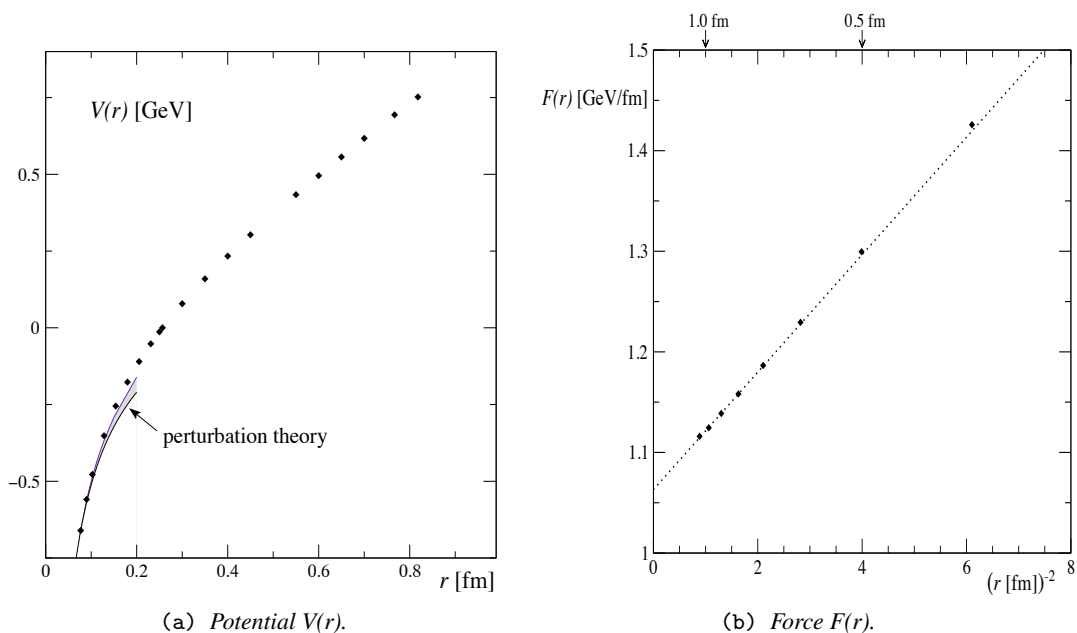 V(r) [GeV]
0.5
0
−0.5
perturbation theory
0 0.2 0.4 0.6 0.8
r [fm]
(a) Potential V(r).
1.0 fm 0.5 fm
F(r) [GeV/fm]
1.5
1.4
1.3
1.2
1.1
1
0 2 4 6 8
(r [fm])-2
(b) Force F(r).